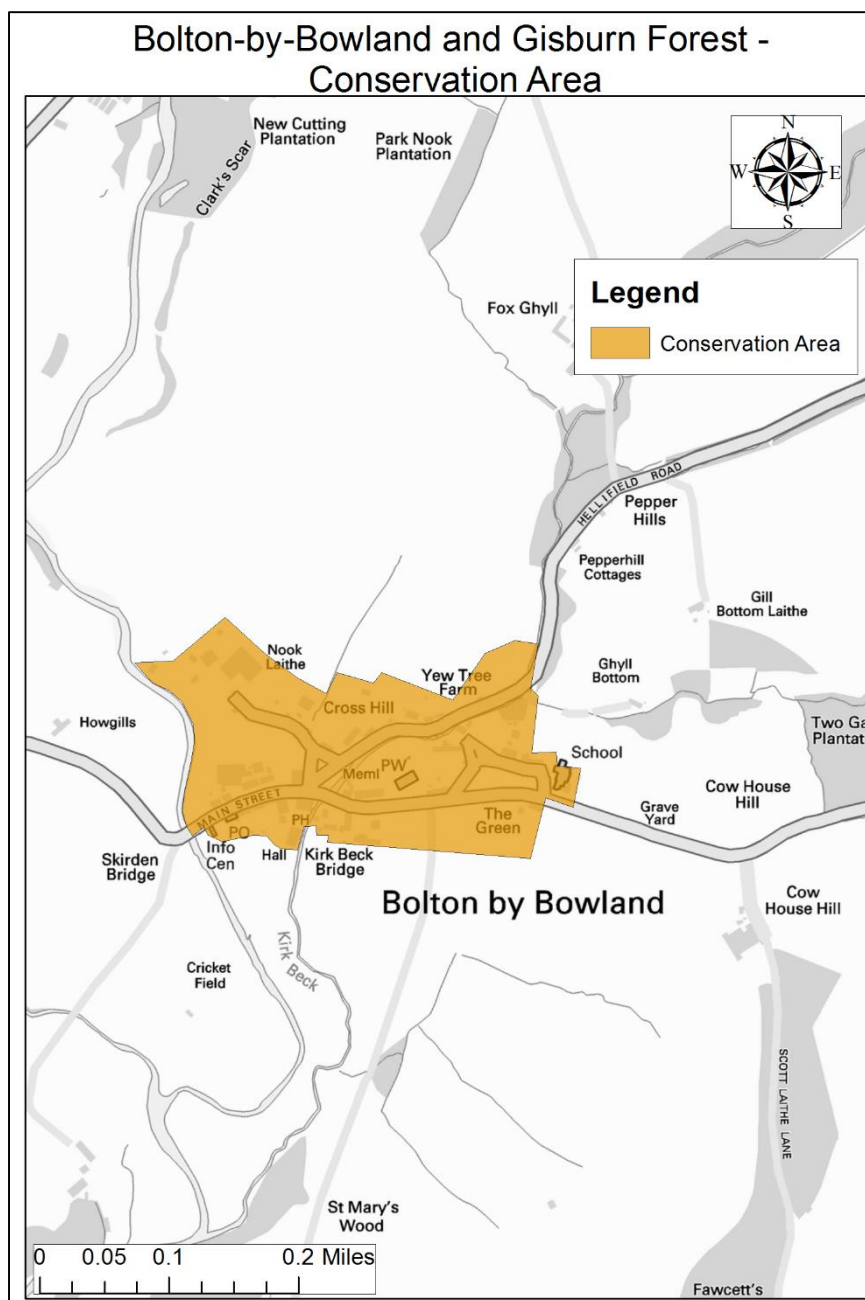 Bolton-by-Bowland and Gisburn Forest -
Conservation Area
New Cutting
Plantation
Park Nook
Plantation
Clark's Scar
N
W
E
S
Legend
Conservation Area
Fox Ghyll
HELLIFIELD ROAD
Pepper
Hills
Pepperhill
Cottages
Gill
Bottom Laithe
Nook
Laithe
Yew Tree
Farm
Ghyll
Bottom
Cross Hill
Howgills
Two Ga
Plantat
School
Meml
PW
Cow House
Hill
MAIN STREET
The
Green
Grave
Yard
PH
PO
Info
Cen
Hall
Kirk Beck
Bridge
Skirden
Bridge
Bolton by Bowland
Cow
House Hill
Kirk Beck
Cricket
Field
SCOTT LAITHE LANE
St Mary's
Wood
0 0.05 0.1 0.2 Miles
Fawcett's